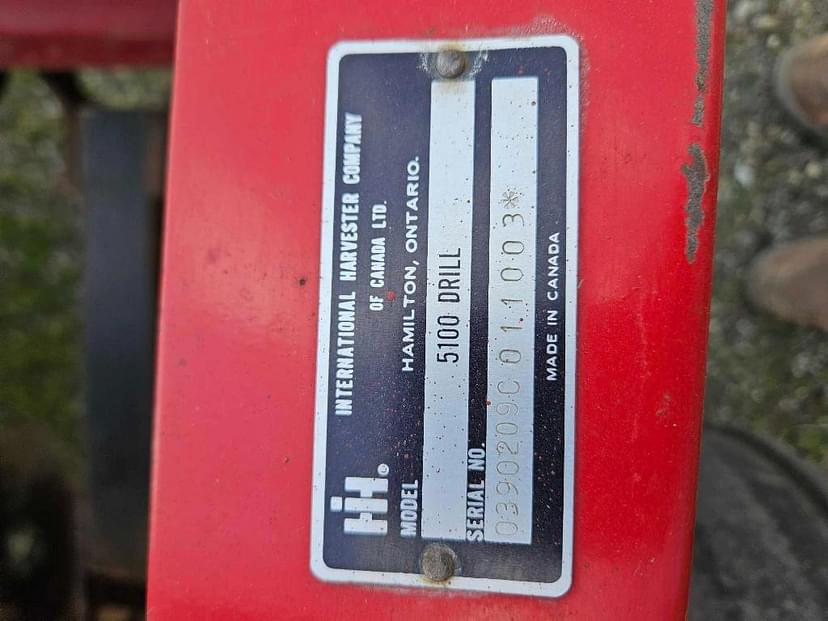 IH®
INTERNATIONAL HARVESTER COMPANY
OF CANADA LTD.
HAMILTON, ONTARIO.
MODEL
5100 DRILL
SERIAL NO.
0390209C011003*
MADE IN CANADA